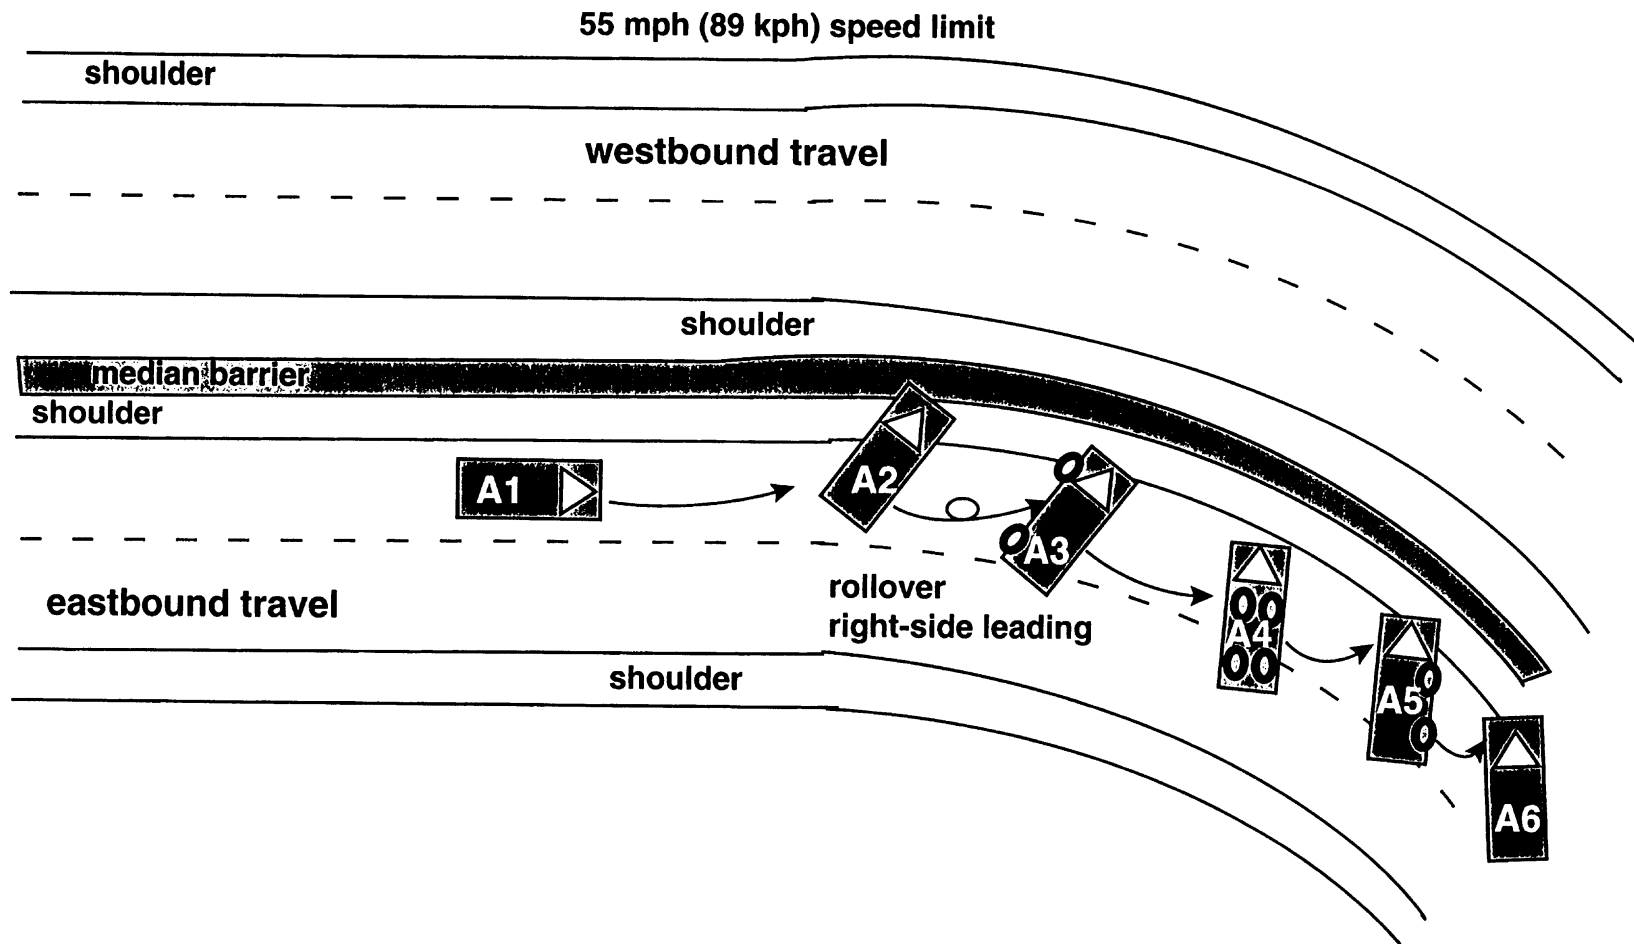 55 mph (89 kph) speed limit
shoulder
westbound travel
shoulder
median barrier
shoulder
A1
A2
A3
rollover
right-side leading
eastbound travel
A4
shoulder
A5
A6